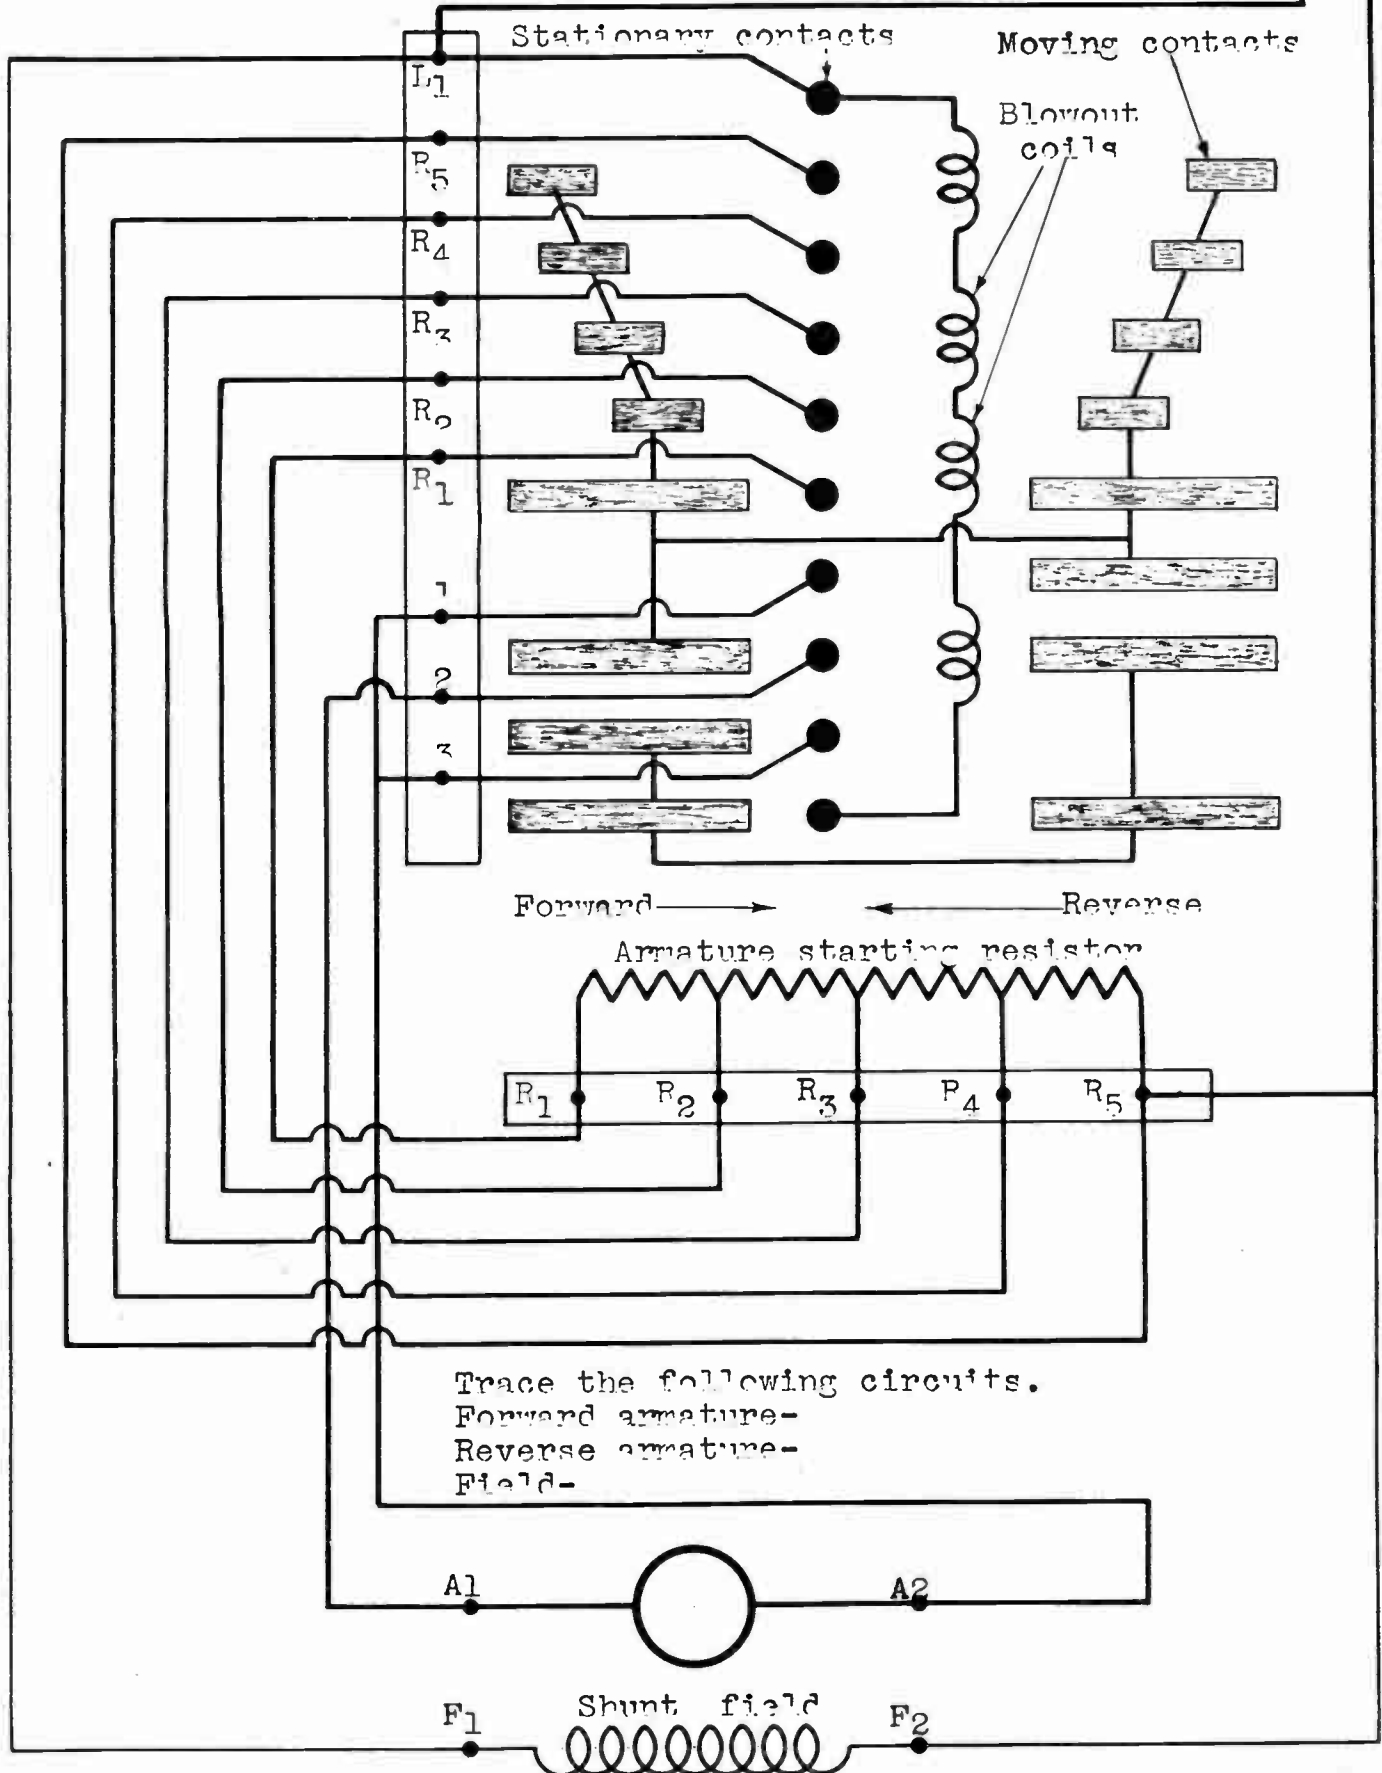 Stationary contacts
Moving contacts
L1
Blowout
coils
R5
R4
R3
R2
R1
1
2
3
Forward
Reverse
Armature starting resistor
R1
R2
R3
R4
R5
Trace the following circuits.
Forward armature-
Reverse armature-
Field-
A1
A2
Shunt field
F1
F2